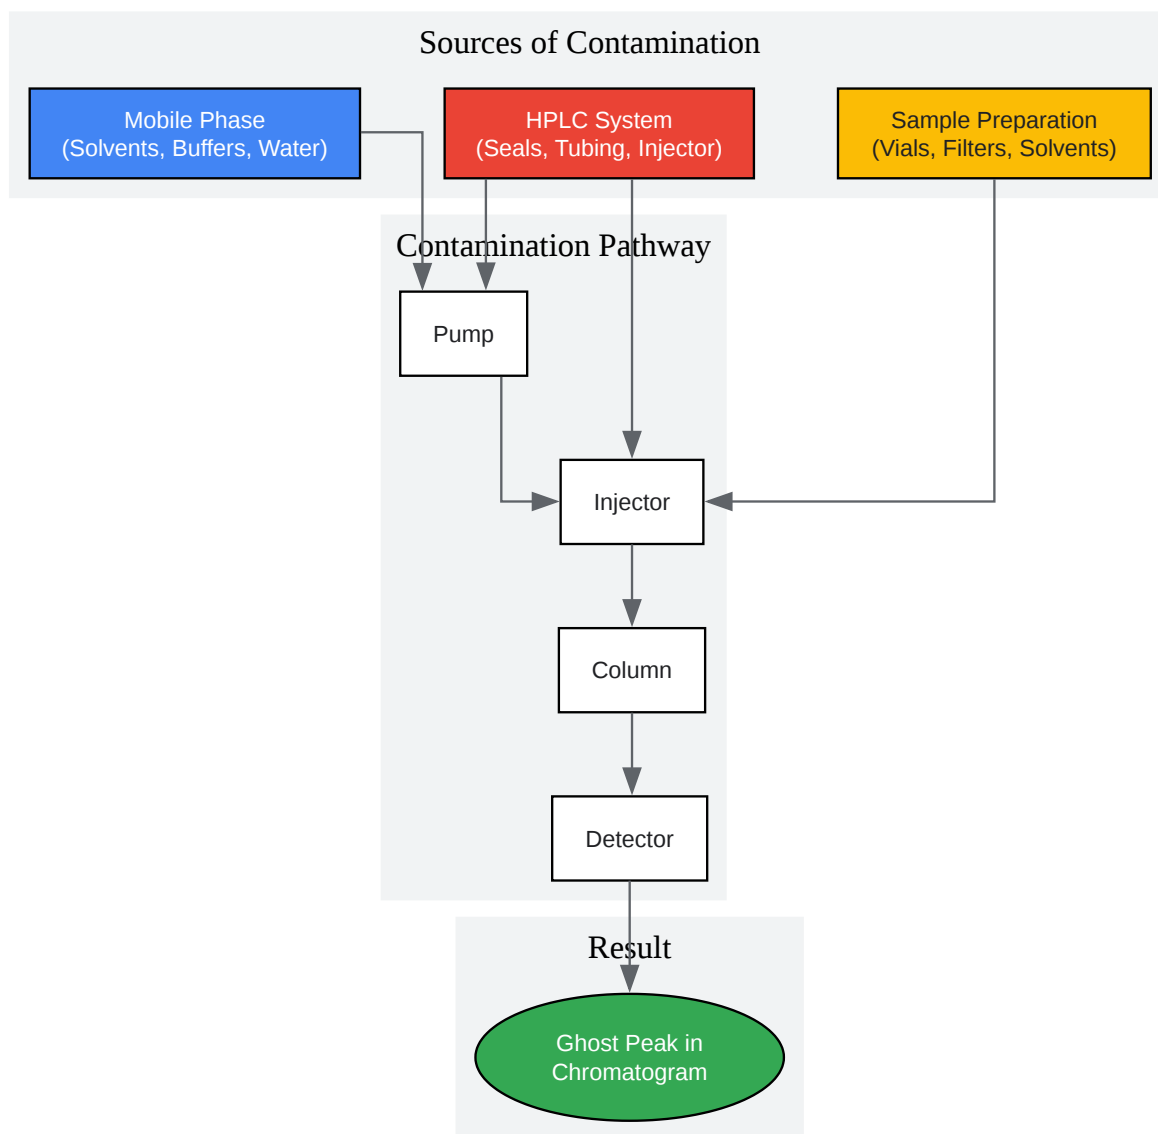 Sources of Contamination
Mobile Phase
(Solvents, Buffers, Water)
HPLC System
(Seals, Tubing, Injector)
Sample Preparation
(Vials, Filters, Solvents)
Contamination Pathway
Pump
Injector
Column
Detector
Result
Ghost Peak in
Chromatogram